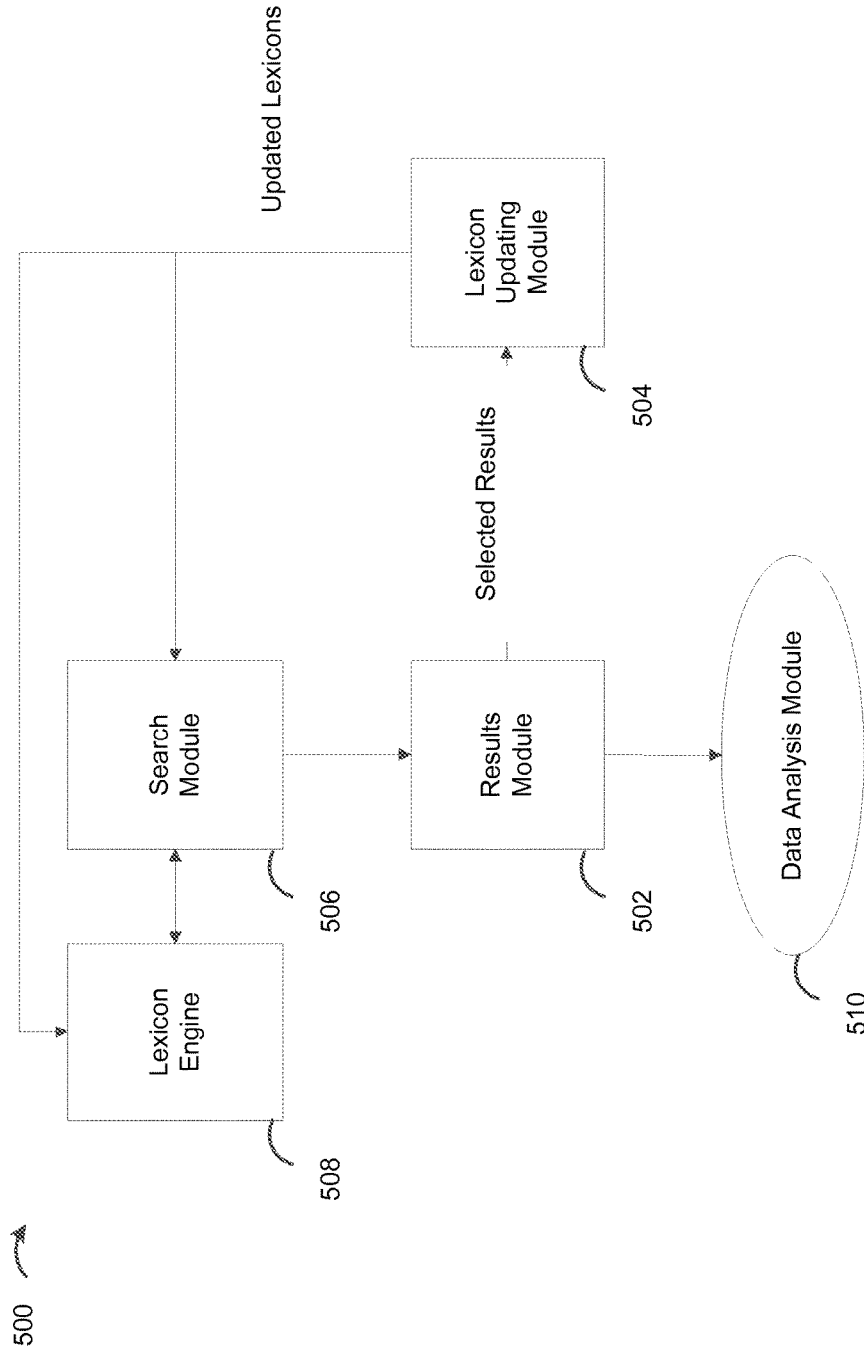 500
Updated Lexicons
Lexicon
Engine
508
Search
Module
506
Results
Module
502
Selected Results
Lexicon
Updating
Module
504
Data Analysis Module
510